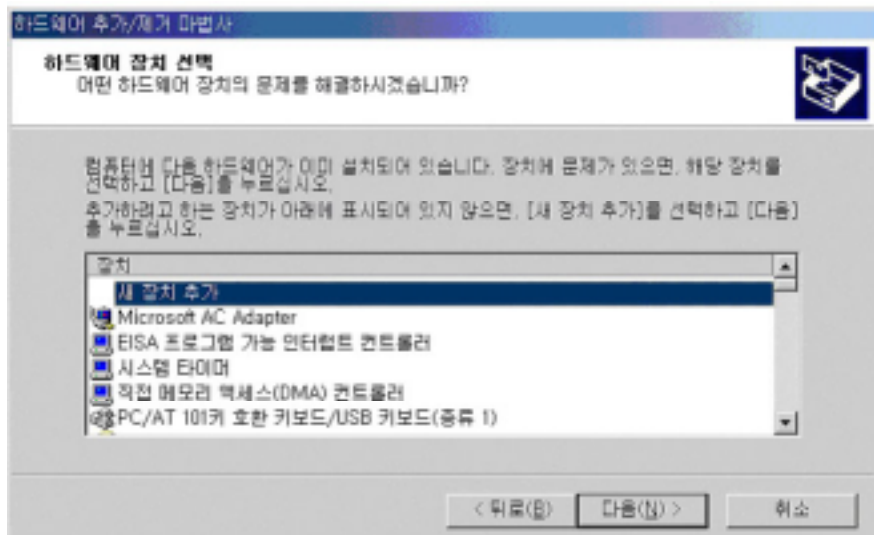 하드웨어 추가/제거 마법사
하드웨어 장치 선택
어떤 하드웨어 장치의 문제를 해결하시겠습니까?
컴퓨터에 다음 하드웨어가 이미 설치되어 있습니다. 장치에 문제가 있으면, 해당 장치를
선택하고 [다음]을 누르십시오.
추가하려고 하는 장치가 아래에 표시되어 있지 않으면, [새 장치 추가]를 선택하고 [다음]
을 누르십시오.
장치
새 장치 추가
Microsoft AC Adapter
EISA 프로그램 가능 인터럽트 컨트롤러
시스템 타이머
직접 메모리 액세스(DMA) 컨트롤러
PC/AT 101키 호환 키보드/USB 키보드(종류 1)
< 뒤로(B)
다음(N) >
취소